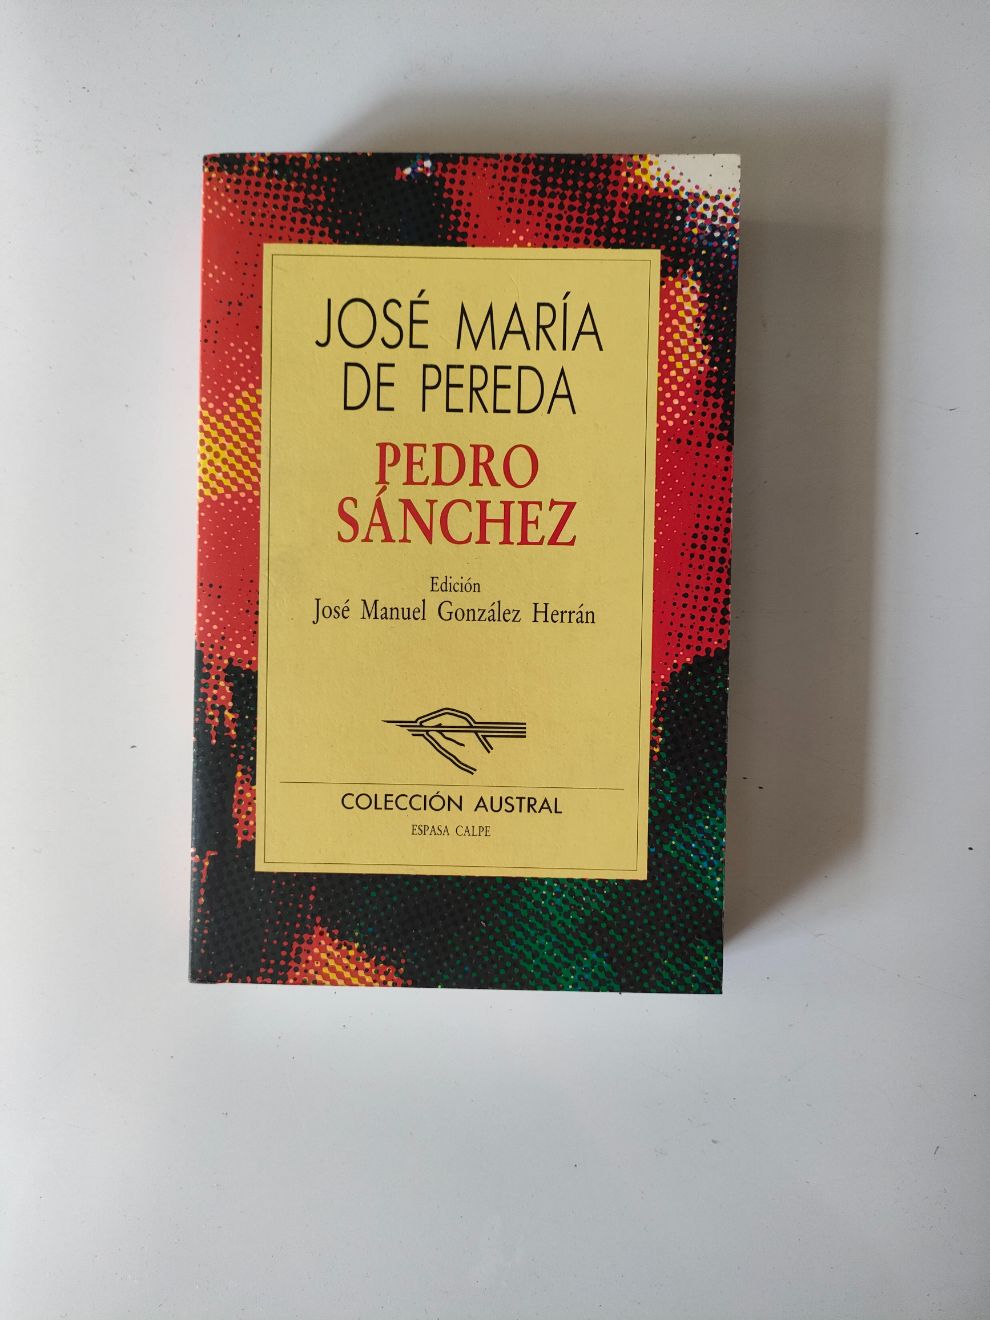 JOSÉ MARÍA
DE PEREDA
PEDRO
SÁNCHEZ
Edición
José Manuel González Herrán
COLECCIÓN AUSTRAL
ESPASA CALPE